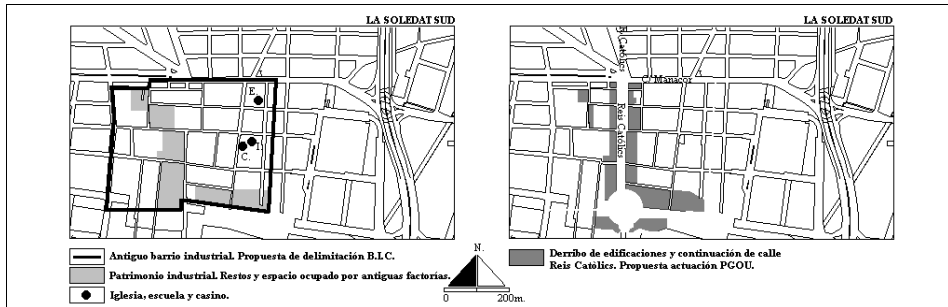 LA SOLEDAT SUD
LA SOLEDAT SUD
Reis Catòlics
C/ Manacor
Reis Catòlics
E.
I.
C.
Antiguo barrio industrial. Propuesta de delimitación B.I.C.
Patrimonio industrial. Restos y espacio ocupado por antiguas factorías.
Iglesia, escuela y casino.
N.
0 200m.
Derribo de edificaciones y continuación de calle
Reis Catòlics. Propuesta actuación PGOU.